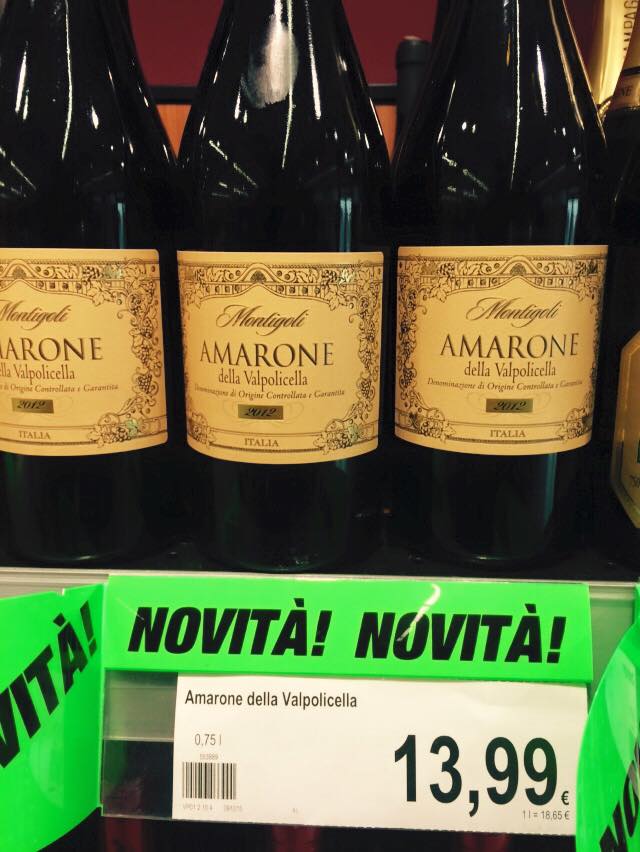 Montigoli
AMARONE
della Valpolicella
di Origine Controllata e Garantita
2012
ITALIA
Montigoli
AMARONE
della Valpolicella
Denominazione di Origine Controllata e Garantita
2012
ITALIA
Montigoli
AMARONE
della Valpolicella
Denominazione di Origine Controllata e Garantita
2012
ITALIA
NOVITÀ! NOVITÀ!
VITÀ!
NOV
Amarone della Valpolicella
0,75 l
13,99 €
1 l = 18,65 €